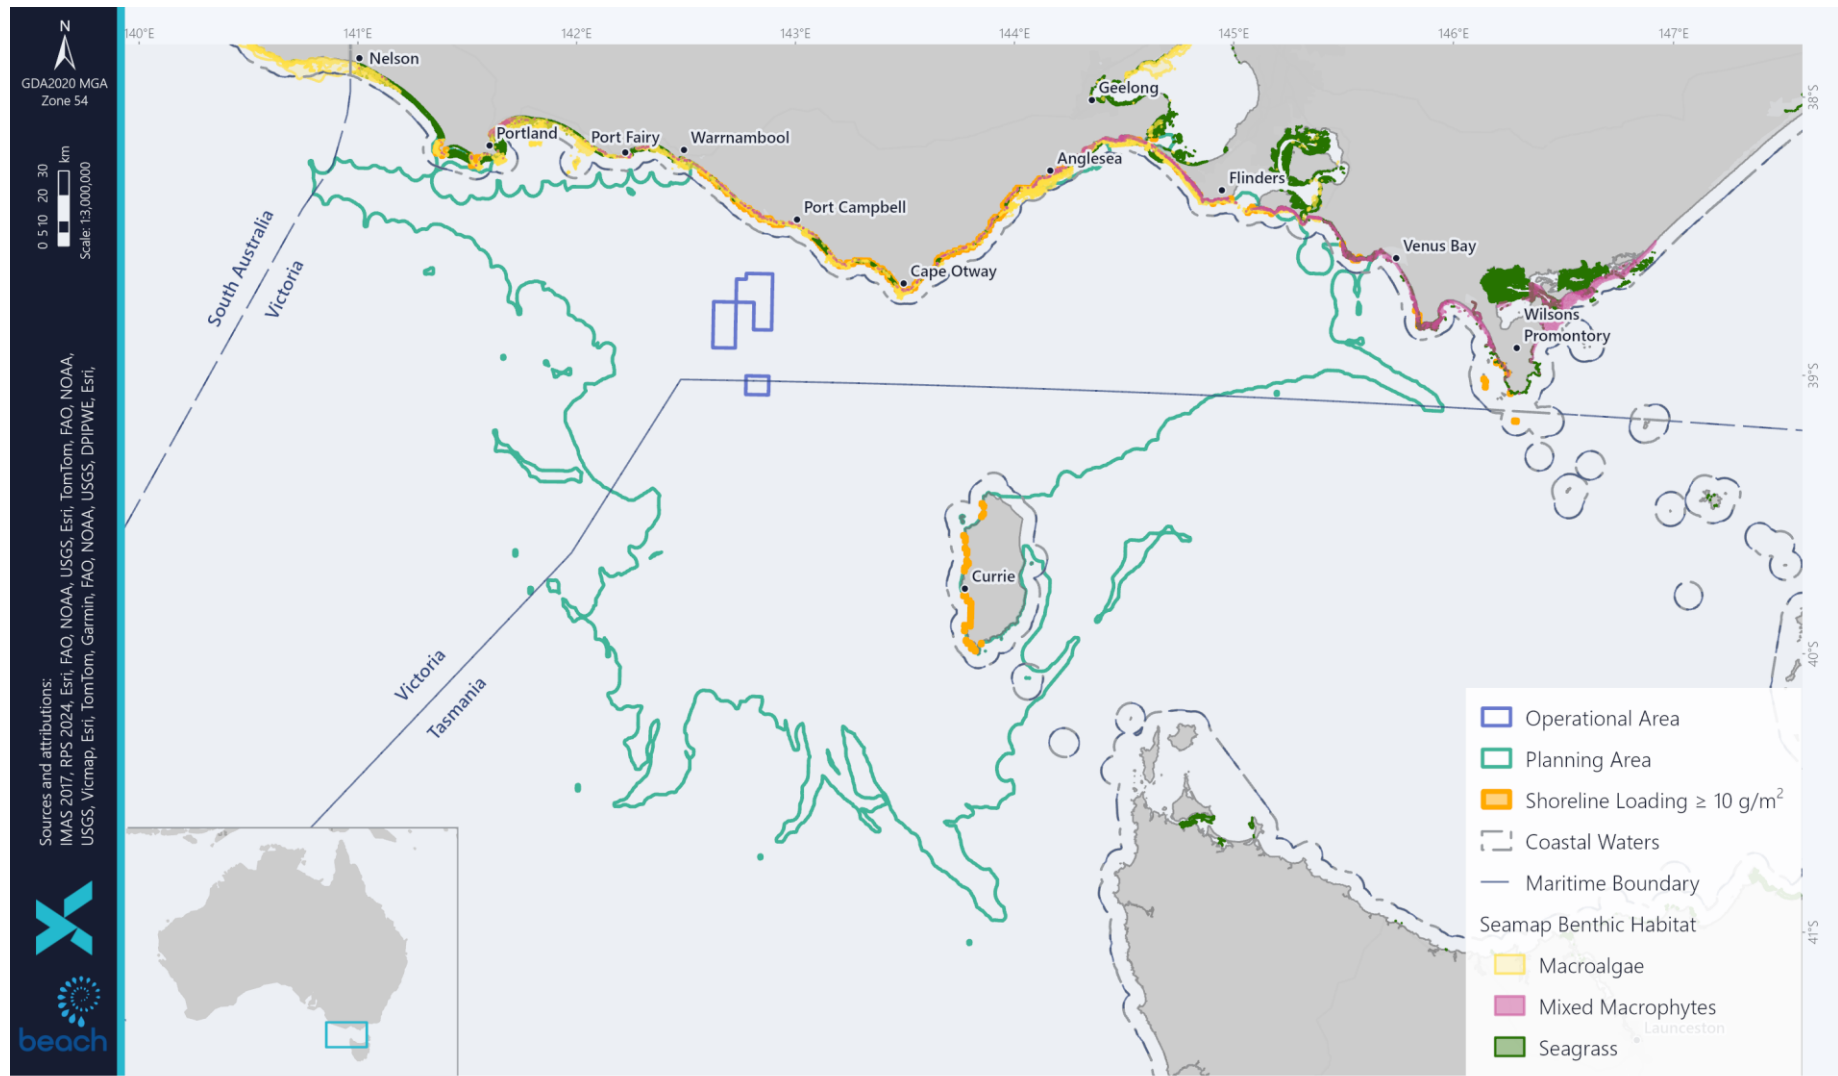 N
GDA2020 MGA
Zone 54
0 5 10 20 30 km
Scale: 1:3,000,000
Sources and attributions:
IMAS 2017, RPS 2024, Esri, FAO, NOAA, USGS, Esri, TomTom, FAO, NOAA,
USGS, Vicmap, Esri, TomTom, Garmin, FAO, NOAA, USGS, DPIPWE, Esri,
beach
140°E 141°E 142°E 143°E 144°E 145°E 146°E 147°E
38°S
39°S
40°S
41°S
Nelson
Geelong
Portland
Port Fairy
Warrnambool
Anglesea
Flinders
Port Campbell
Venus Bay
Cape Otway
Wilsons
Promontory
South Australia
Victoria
Currie
Victoria
Tasmania
Operational Area
Planning Area
Shoreline Loading ≥ 10 g/m²
Coastal Waters
Maritime Boundary
Seamap Benthic Habitat
Macroalgae
Mixed Macrophytes
Launceston
Seagrass